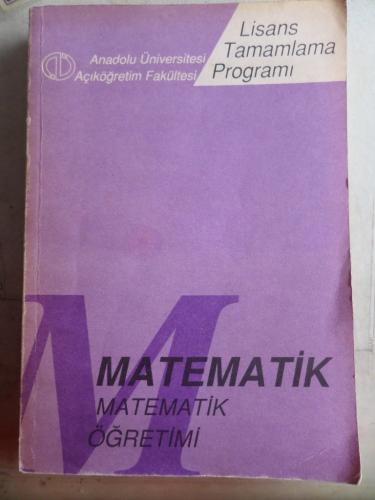 Anadolu Üniversitesi
Açıköğretim Fakültesi
Lisans
Tamamlama
Programı
M
MATEMATİK
MATEMATİK
ÖĞRETİMİ